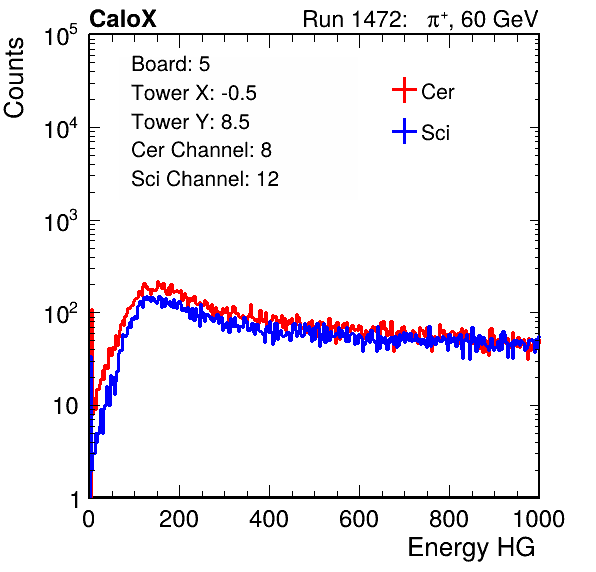 CaloX Run 1472: π⁺, 60 GeV
Counts
Board: 5
Tower X: -0.5
Tower Y: 8.5
Cer Channel: 8
Sci Channel: 12
Cer
Sci
10⁵
10⁴
10³
10²
10
1
0 200 400 600 800 1000
Energy HG